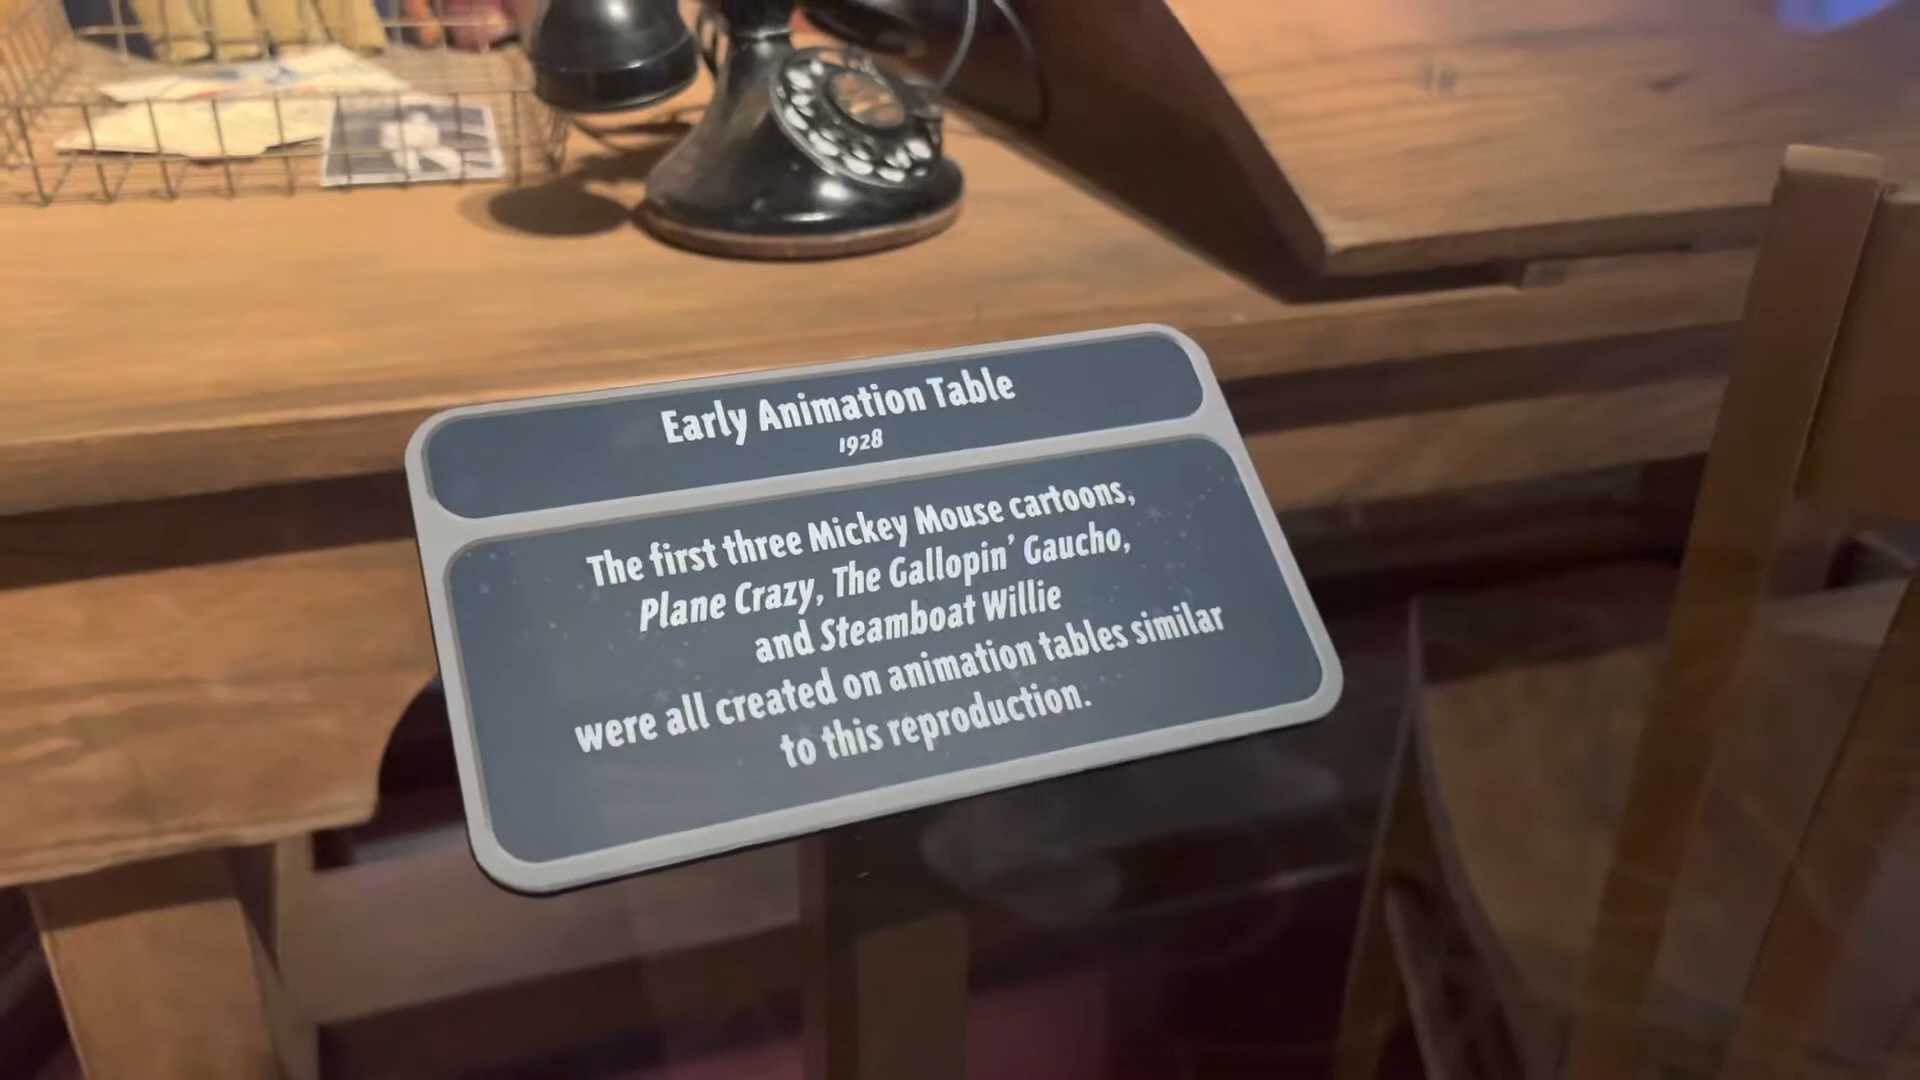 Early Animation Table
1928
The first three Mickey Mouse cartoons,
Plane Crazy, The Gallopin' Gaucho,
and Steamboat Willie
were all created on animation tables similar
to this reproduction.